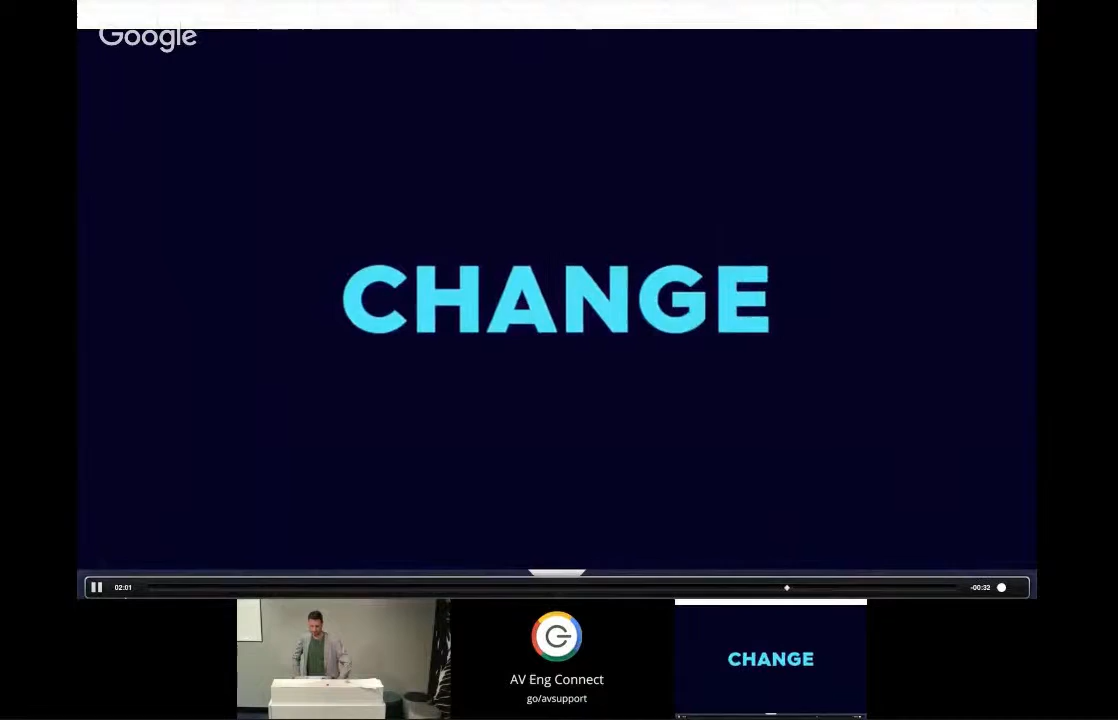 Google
CHANGE
02:01
-00:32
AV Eng Connect
go/avsupport
CHANGE